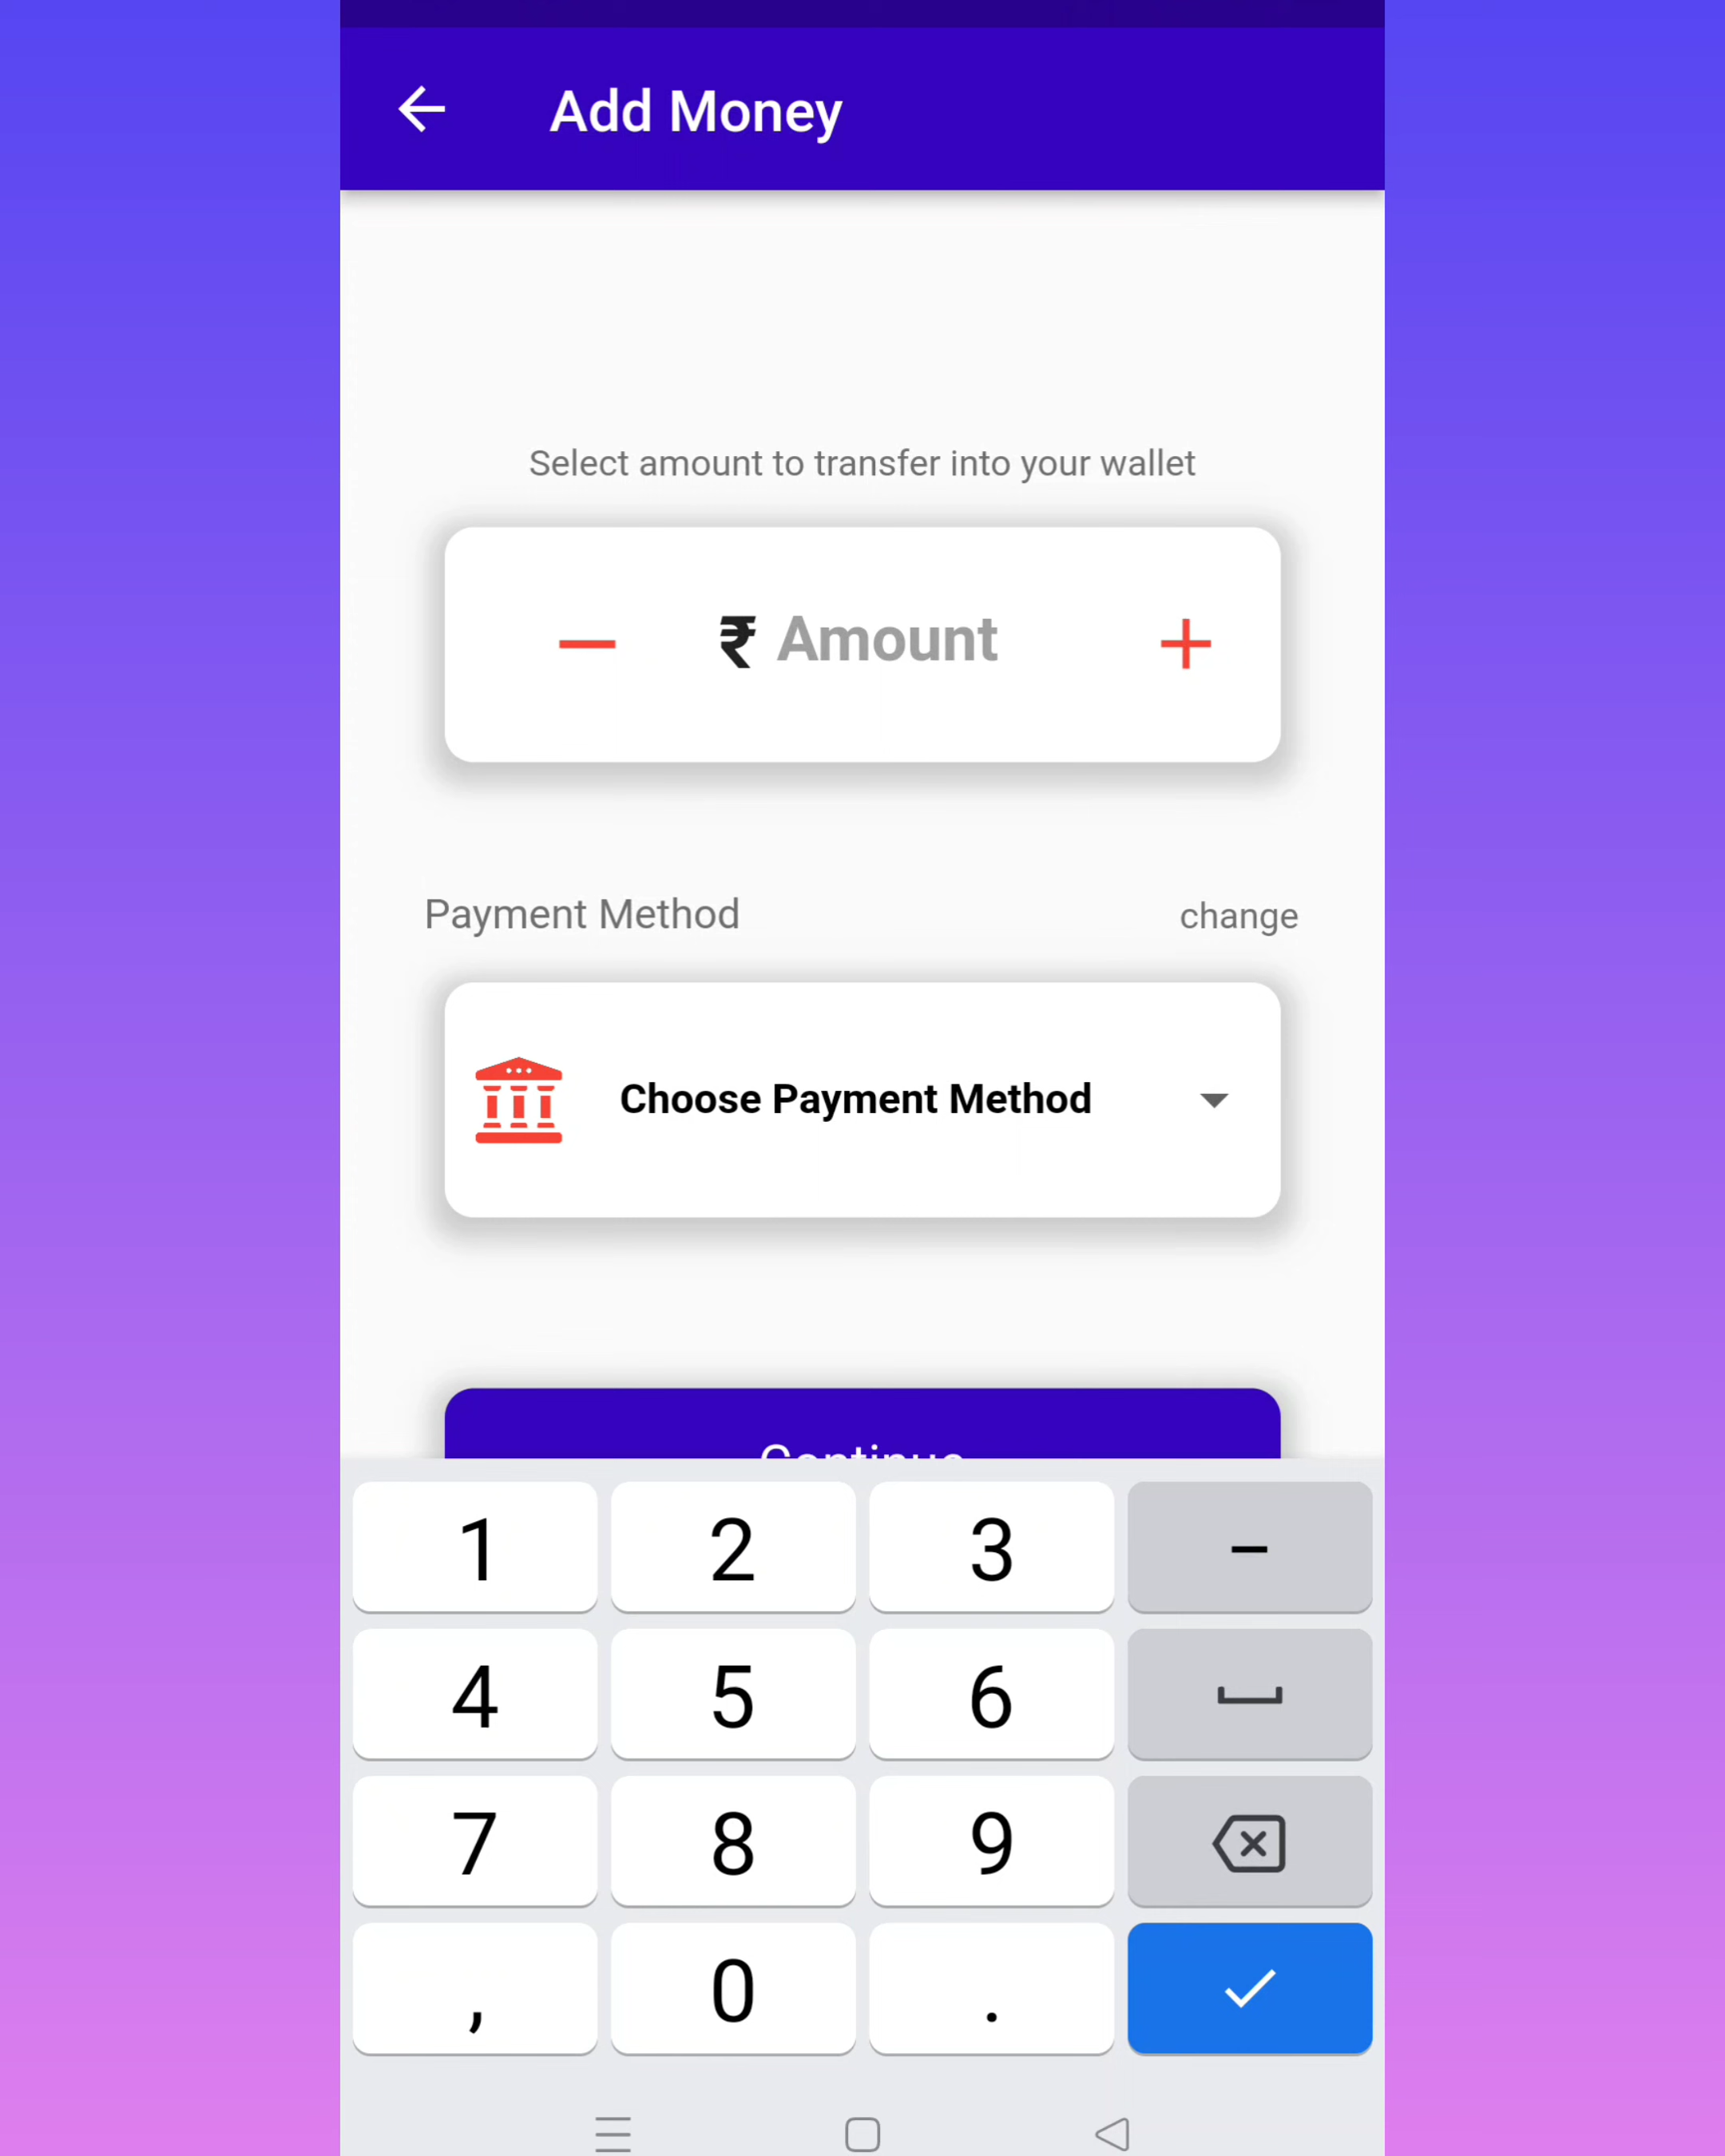 Add Money
Select amount to transfer into your wallet
₹ Amount
Payment Method change
Choose Payment Method
Continue
1 2 3 –
4 5 6
7 8 9
, 0 .